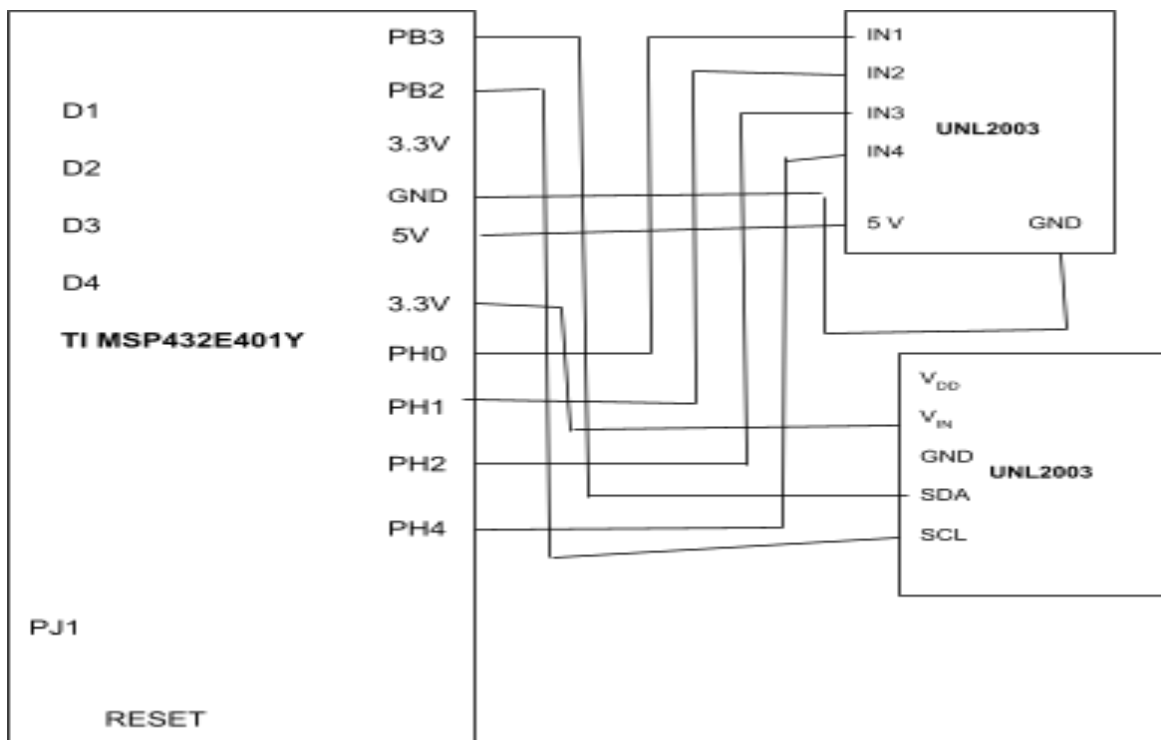 PB3
PB2
3.3V
GND
5V
3.3V
PH0
PH1
PH2
PH4
D1
D2
D3
D4
TI MSP432E401Y
PJ1
RESET
IN1
IN2
IN3
IN4
UNL2003
5 V
GND
VDD
VIN
GND
UNL2003
SDA
SCL